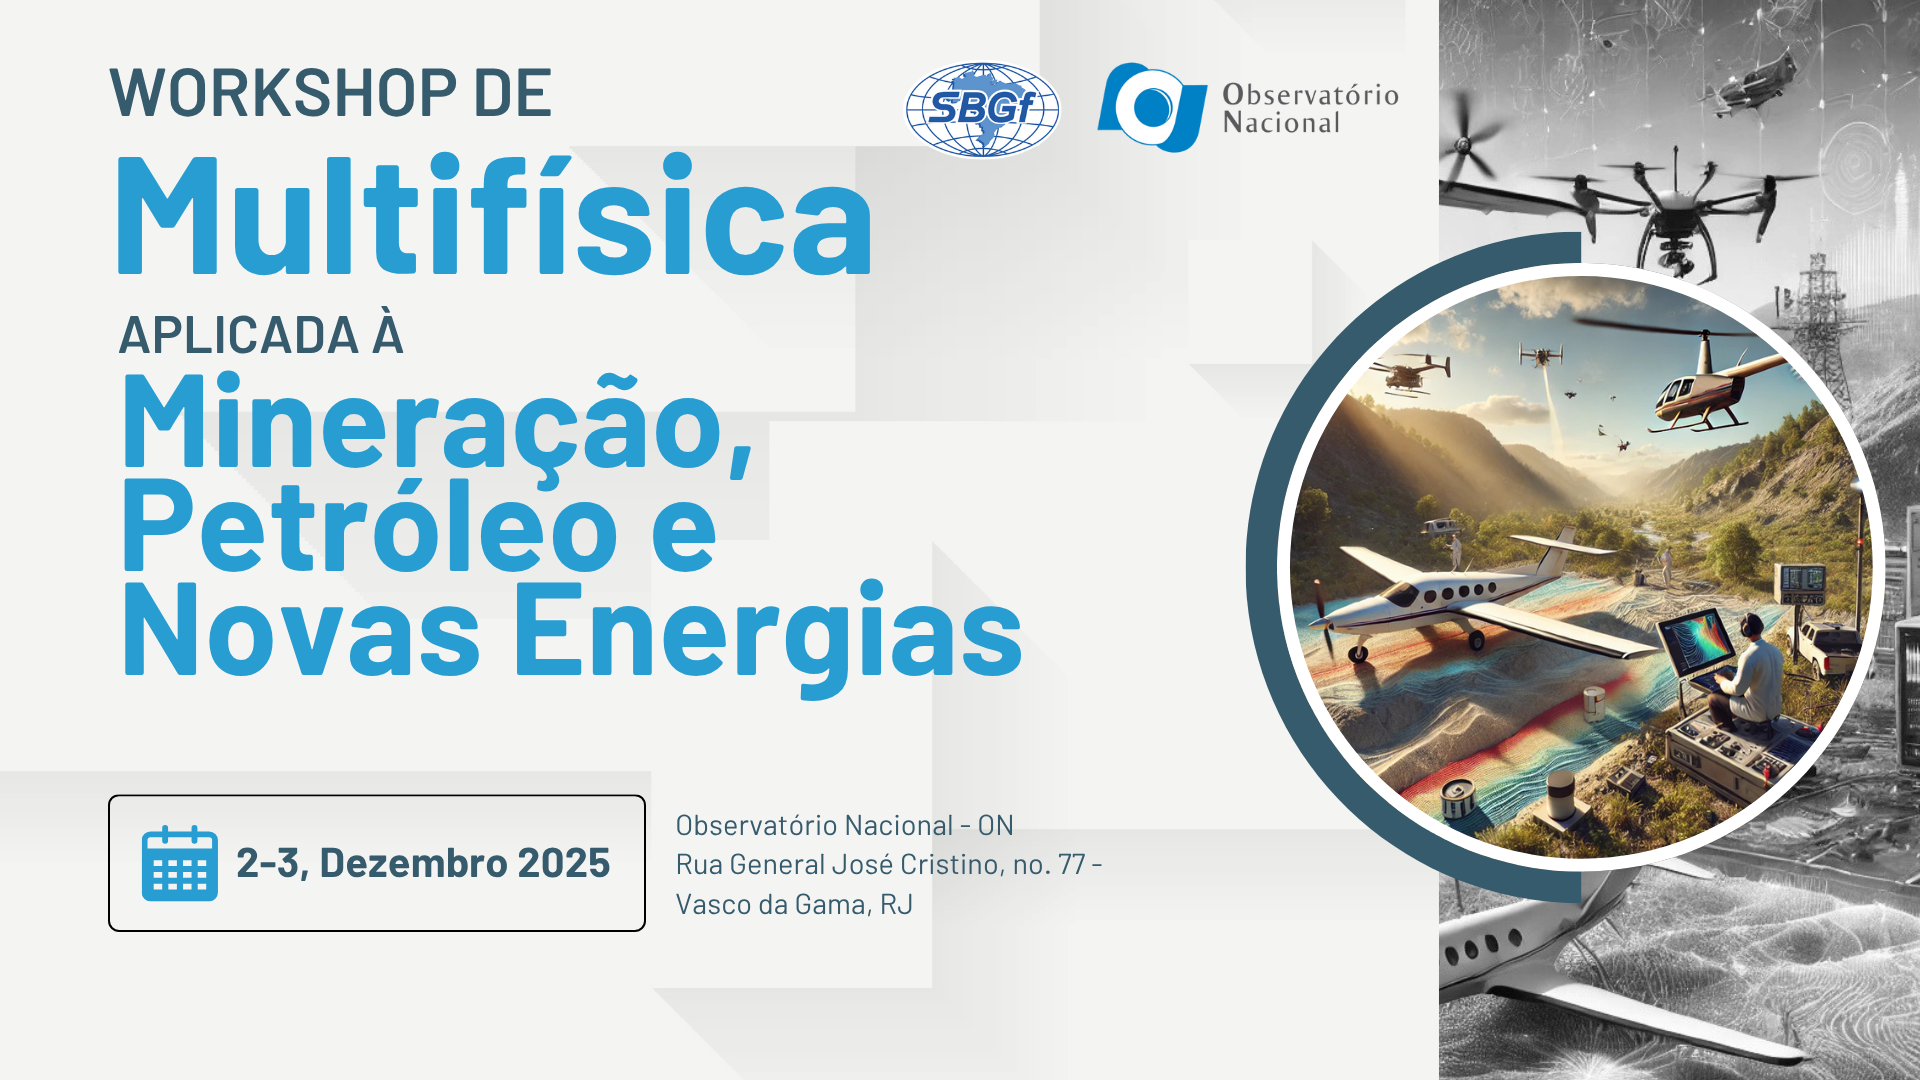 WORKSHOP DE
Multifísica
APLICADA À
Mineração,
Petróleo e
Novas Energias
SBGf
Observatório
Nacional
2-3, Dezembro 2025
Observatório Nacional - ON
Rua General José Cristino, no. 77 -
Vasco da Gama, RJ